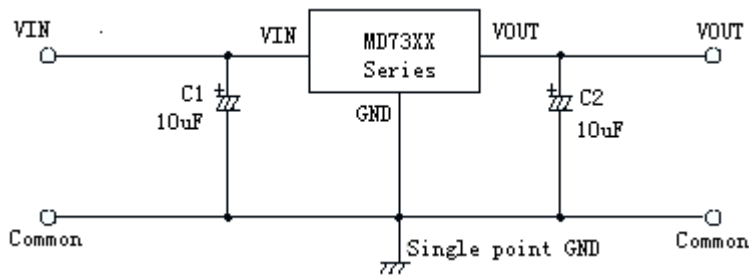 VIN
VIN
MD73XX
Series
VOUT
VOUT
C1
10uF
GND
C2
10uF
Common
Single point GND
Common